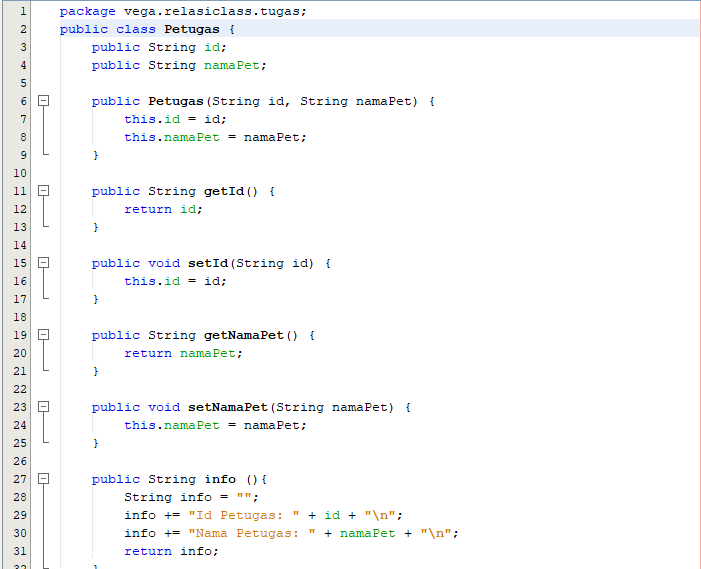 1 package vega.relasiclass.tugas;
2 public class Petugas {
3 public String id;
4 public String namaPet;
5
6 public Petugas(String id, String namaPet) {
7 this.id = id;
8 this.namaPet = namaPet;
9 }
10
11 public String getId() {
12 return id;
13 }
14
15 public void setId(String id) {
16 this.id = id;
17 }
18
19 public String getNamaPet() {
20 return namaPet;
21 }
22
23 public void setNamaPet(String namaPet) {
24 this.namaPet = namaPet;
25 }
26
27 public String info (){
28 String info = "";
29 info += "Id Petugas: " + id + "\n";
30 info += "Nama Petugas: " + namaPet + "\n";
31 return info;
32 }